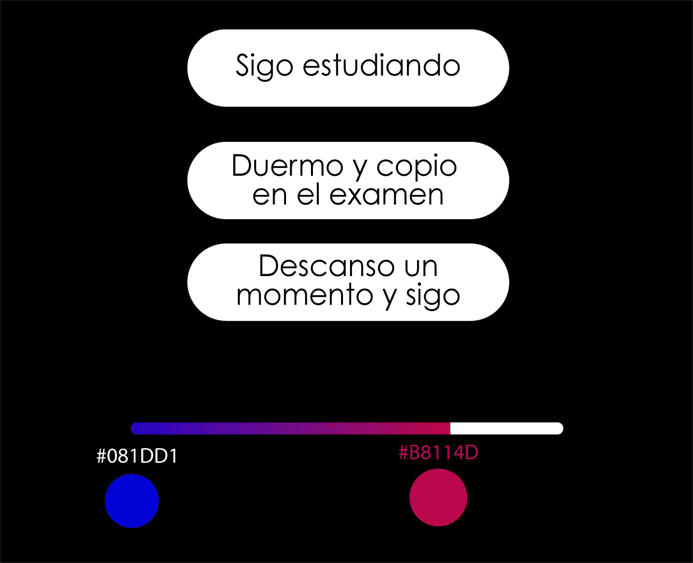 Sigo estudiando
Duermo y copio
en el examen
Descanso un
momento y sigo
#081DD1
#B8114D